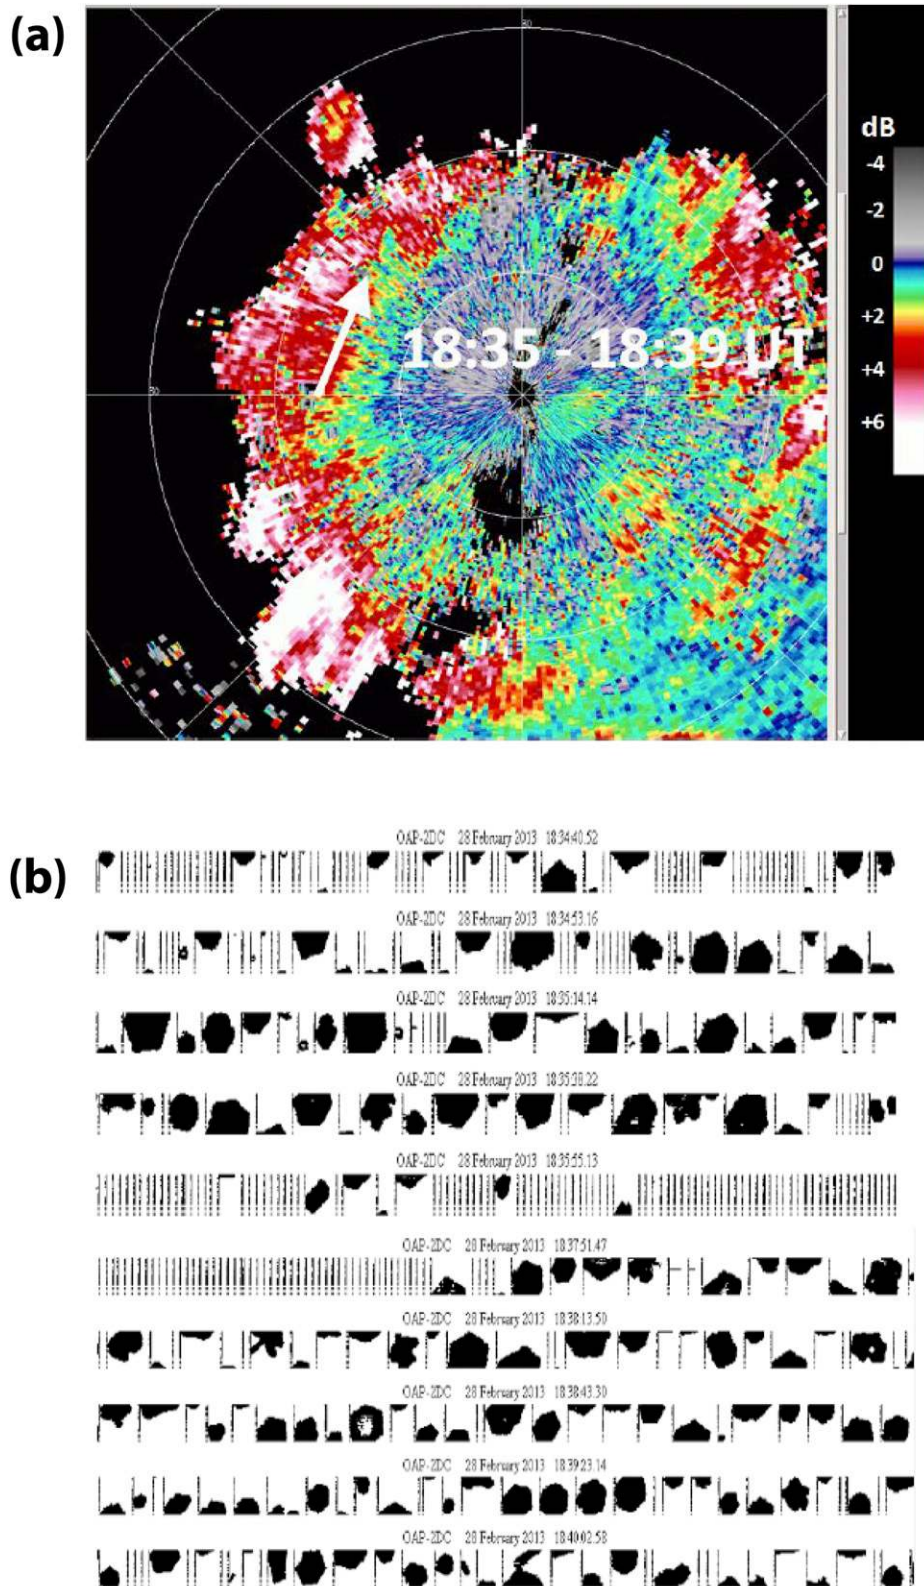 (a)
80
dB
-4
-2
0
+2
+4
+6
18:35 - 18:39 UT
(b)
OAP-2DC 28 February 2013 18:34:40.52
OAP-2DC 28 February 2013 18:34:53.16
OAP-2DC 28 February 2013 18:35:14.14
OAP-2DC 28 February 2013 18:35:38.22
OAP-2DC 28 February 2013 18:35:55.13
OAP-2DC 28 February 2013 18:37:51.47
OAP-2DC 28 February 2013 18:38:13.50
OAP-2DC 28 February 2013 18:38:43.30
OAP-2DC 28 February 2013 18:39:23.14
OAP-2DC 28 February 2013 18:40:02.58